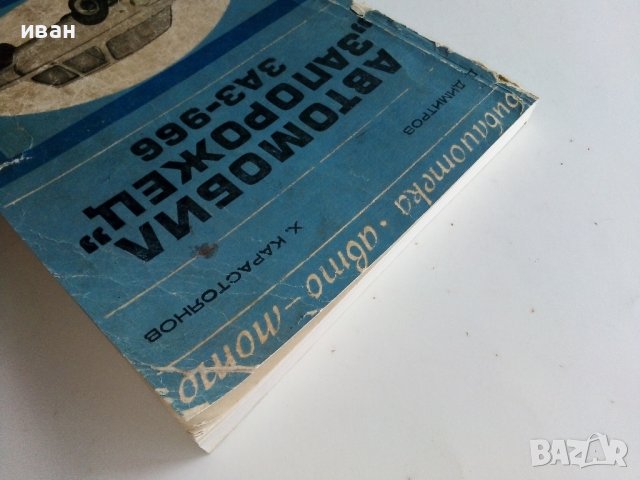 иван
библиотека • авто – мото •
Д. ДИМИТРОВ
Х. КАРАСТОЯНОВ
АВТОМОБИЛ
„ЗАПОРОЖЕЦ”
ЗАЗ-966
BAZAR